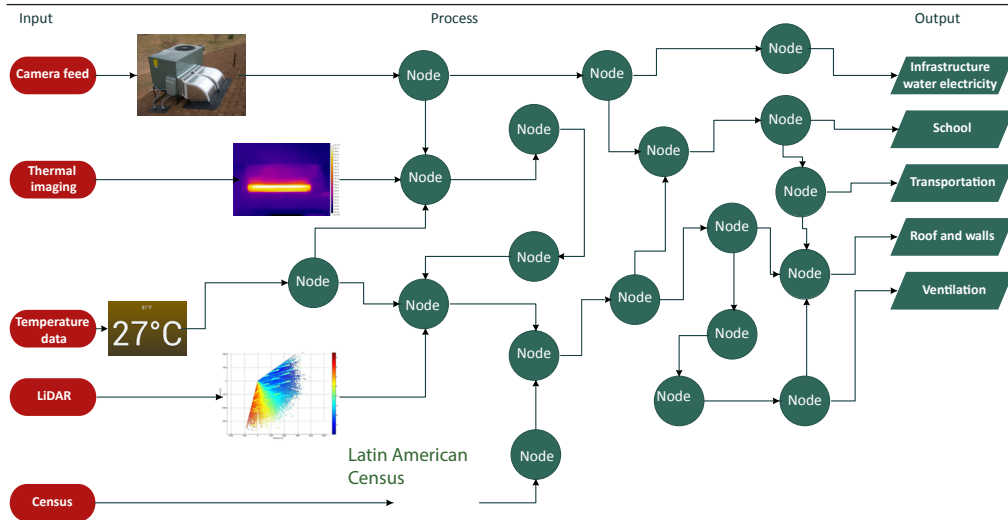 Input
Process
Output
Camera feed
Node
Node
Node
Infrastructure
water electricity
Node
Node
School
Thermal
imaging
Node
Node
Node
Transportation
Node
Node
Roof and walls
Node
Node
Node
Node
Ventilation
Temperature
data
27°C
Node
Node
LiDAR
Node
Node
Latin American
Census
Node
Census